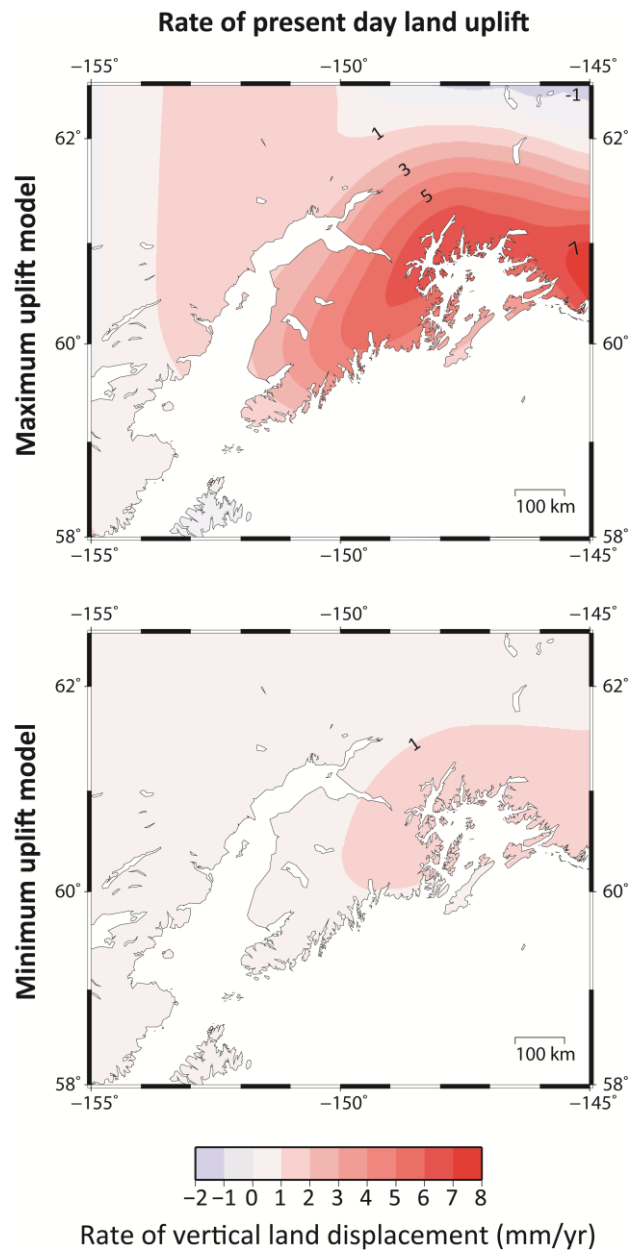 Rate of present day land uplift
−155˚ −150˚ −145˚
-1
62˚ 1 62˚
3
5
7
Maximum uplift model
60˚ 60˚
100 km
58˚ 58˚
−155˚ −150˚ −145˚
−155˚ −150˚ −145˚
62˚ 62˚
1
Minimum uplift model
60˚ 60˚
100 km
58˚ 58˚
−155˚ −150˚ −145˚
−2 −1 0 1 2 3 4 5 6 7 8
Rate of vertical land displacement (mm/yr)